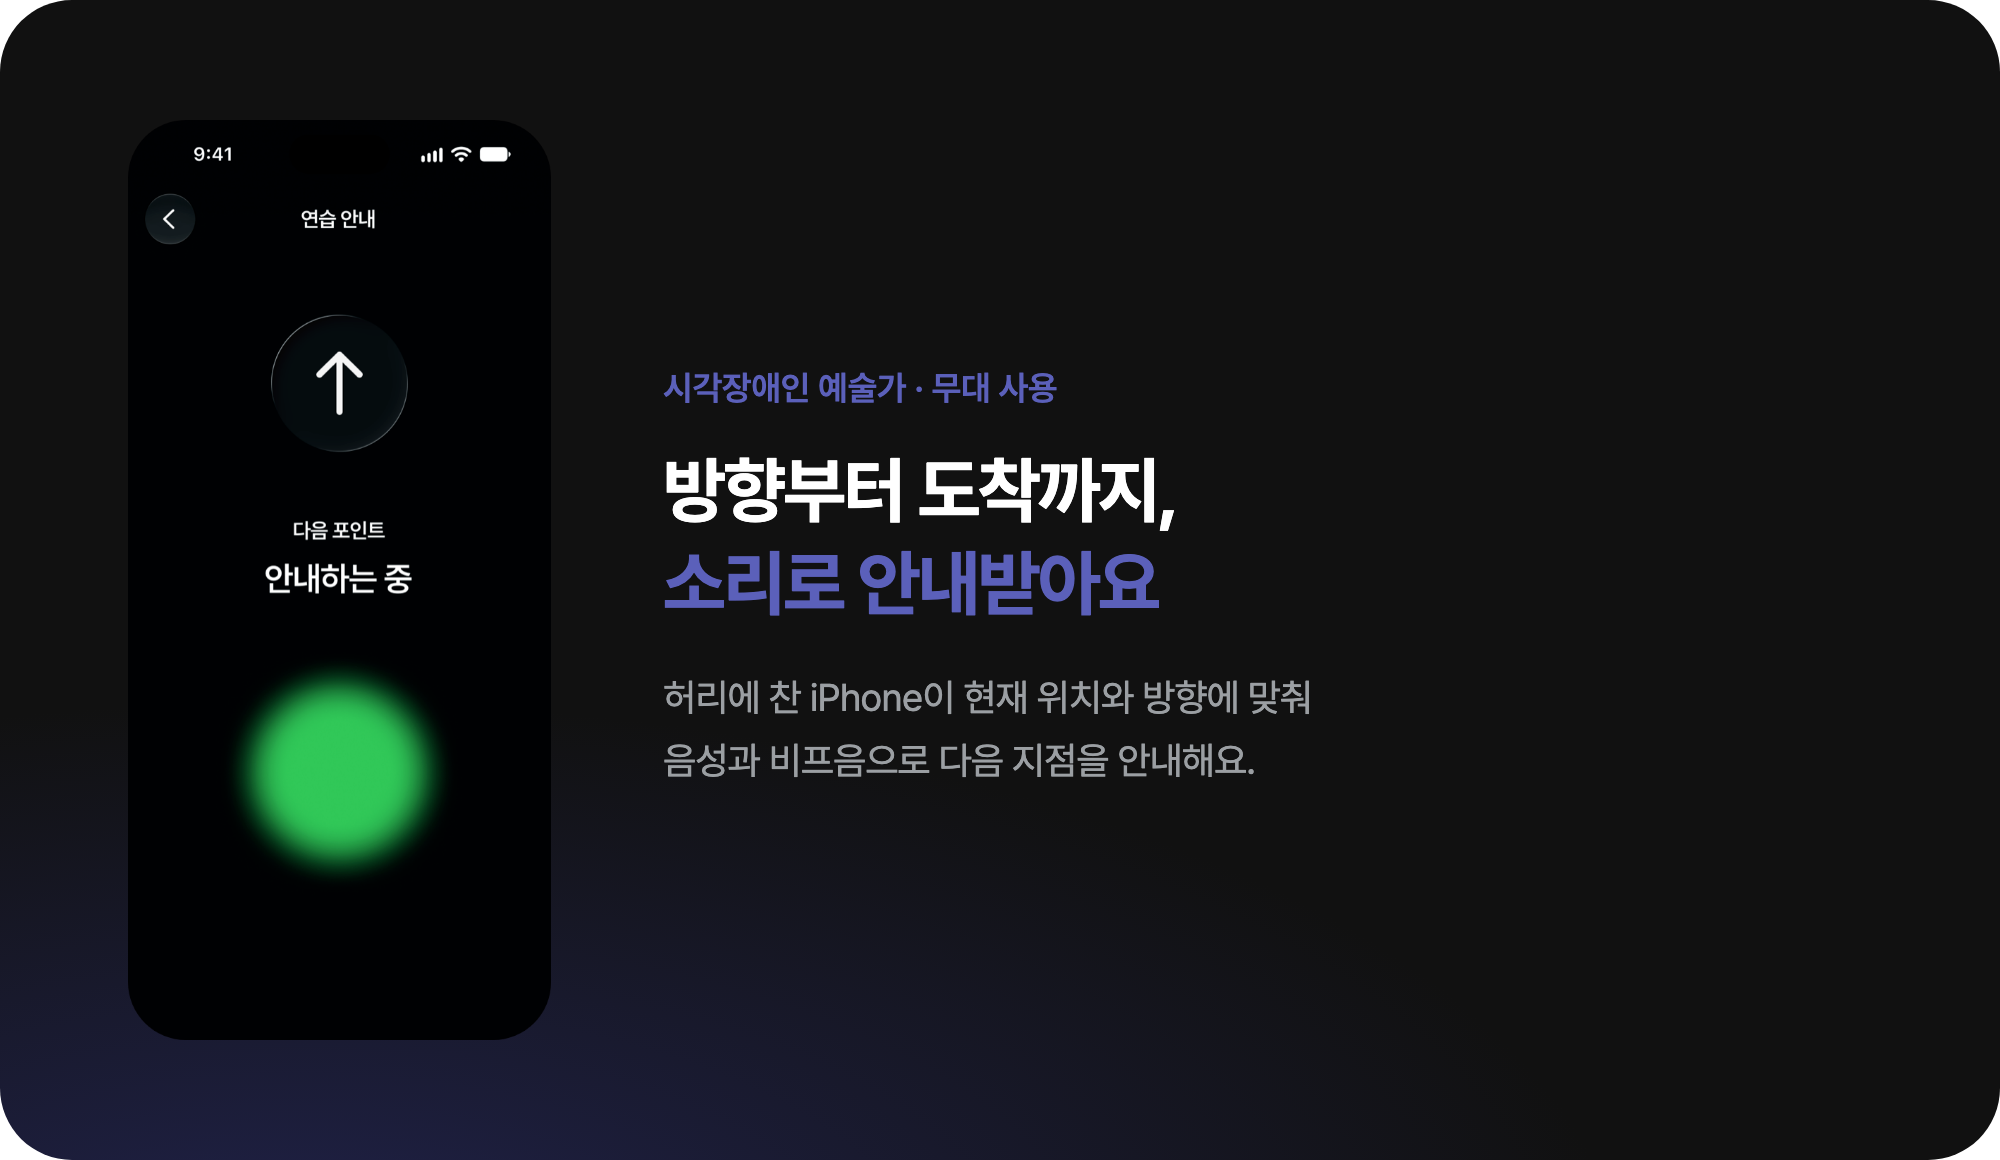 9:41
연습 안내
다음 포인트
안내하는 중
시각장애인 예술가 · 무대 사용
방향부터 도착까지,
소리로 안내받아요
허리에 찬 iPhone이 현재 위치와 방향에 맞춰
음성과 비프음으로 다음 지점을 안내해요.